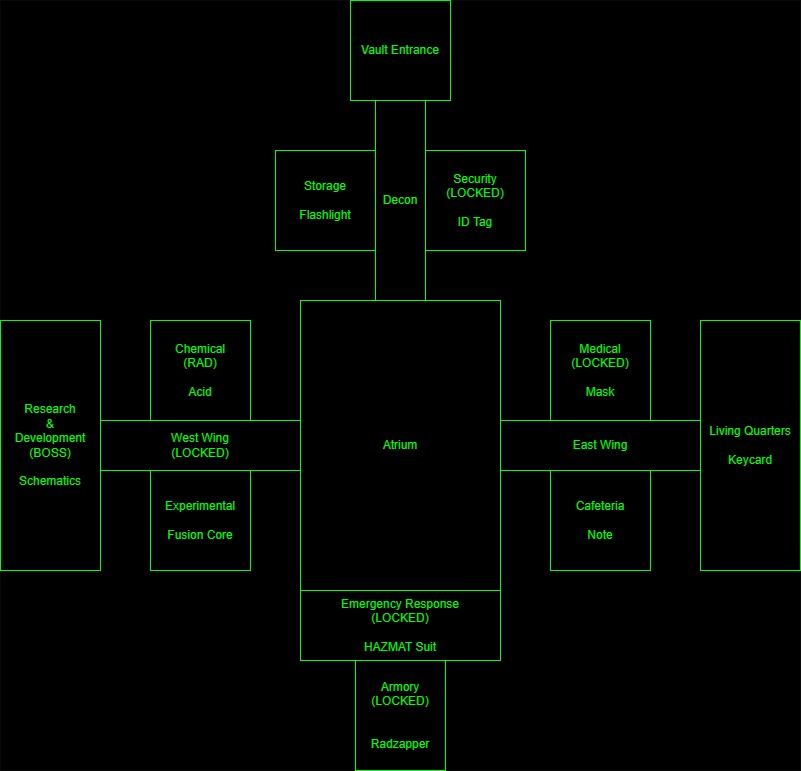 Vault Entrance
Storage
Flashlight
Decon
Security
(LOCKED)
ID Tag
Chemical
(RAD)
Acid
Medical
(LOCKED)
Mask
Research
&
Development
(BOSS)
Schematics
West Wing
(LOCKED)
Atrium
East Wing
Living Quarters
Keycard
Experimental
Fusion Core
Cafeteria
Note
Emergency Response
(LOCKED)
HAZMAT Suit
Armory
(LOCKED)
Radzapper